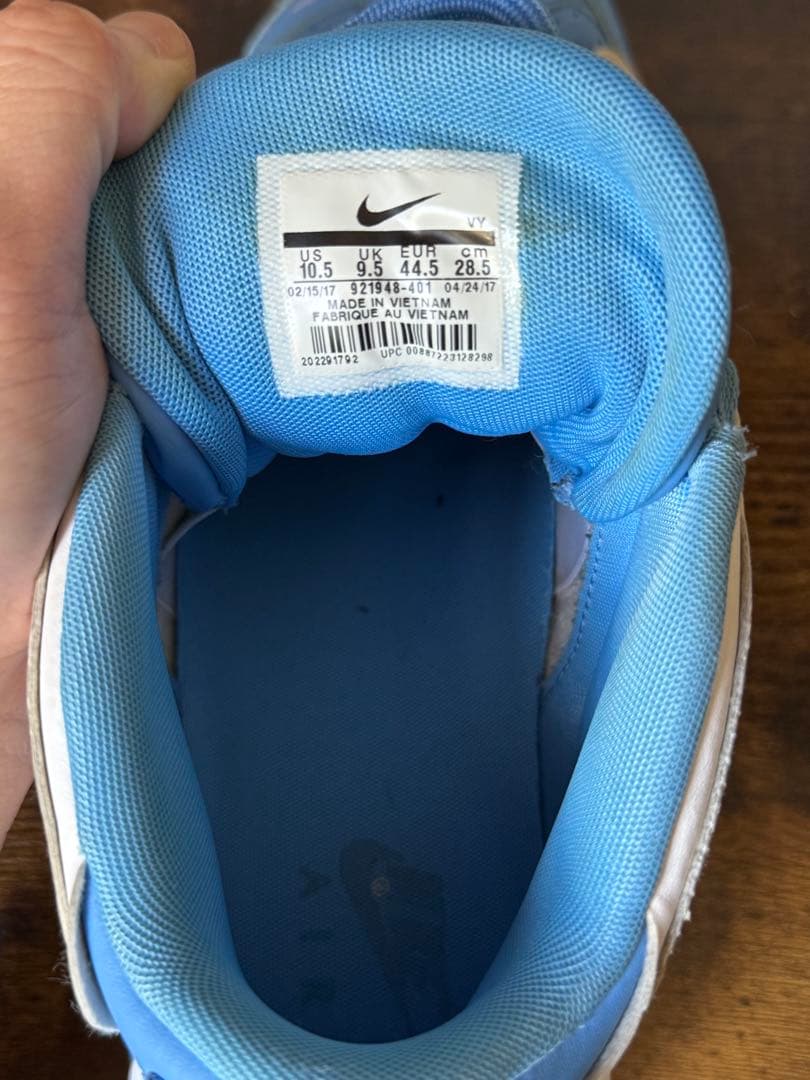 VY
US UK EUR cm
10.5 9.5 44.5 28.5
02/15/17 921948-401 04/24/17
MADE IN VIETNAM
FABRIQUE AU VIETNAM
202291792 UPC 00887223128298
AIR